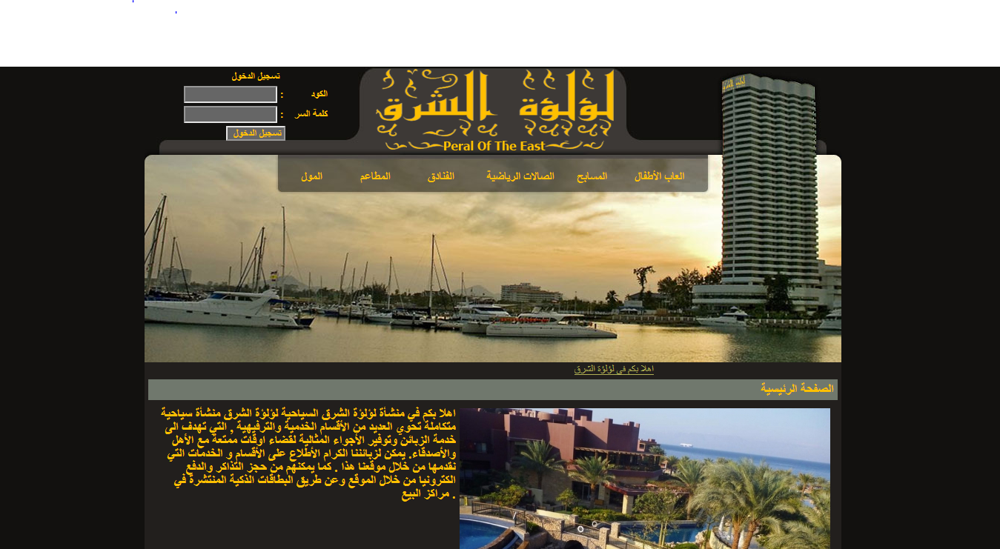 تسجيل الدخول
الكود :
كلمة السر :
تسجيل الدخول
لؤلؤة الشرق
Peral Of The East
لؤلؤة الشرق
العاب الأطفال
المسابح
الصالات الرياضية
الفنادق
المطاعم
المول
اهلا بكم في لؤلؤة الشرق
الصفحة الرئيسية
اهلا بكم في منشأة لؤلؤة الشرق السياحية لؤلؤة الشرق منشأة سياحية
متكاملة تحوي العديد من الأقسام الخدمية والترفيهية , التي تهدف الى
خدمة الزبائن وتوفير الأجواء المثالية لقضاء اوقات ممتعة مع الأهل
والأصدقاء. يمكن لزبائننا الكرام الأطلاع على الأقسام و الخدمات التي
نقدمها من خلال موقعنا هذا . كما يمكنهم من حجز التذاكر والدفع
الكترونيا من خلال الموقع وعن طريق البطاقات الذكية المنتشرة في
مراكز البيع .